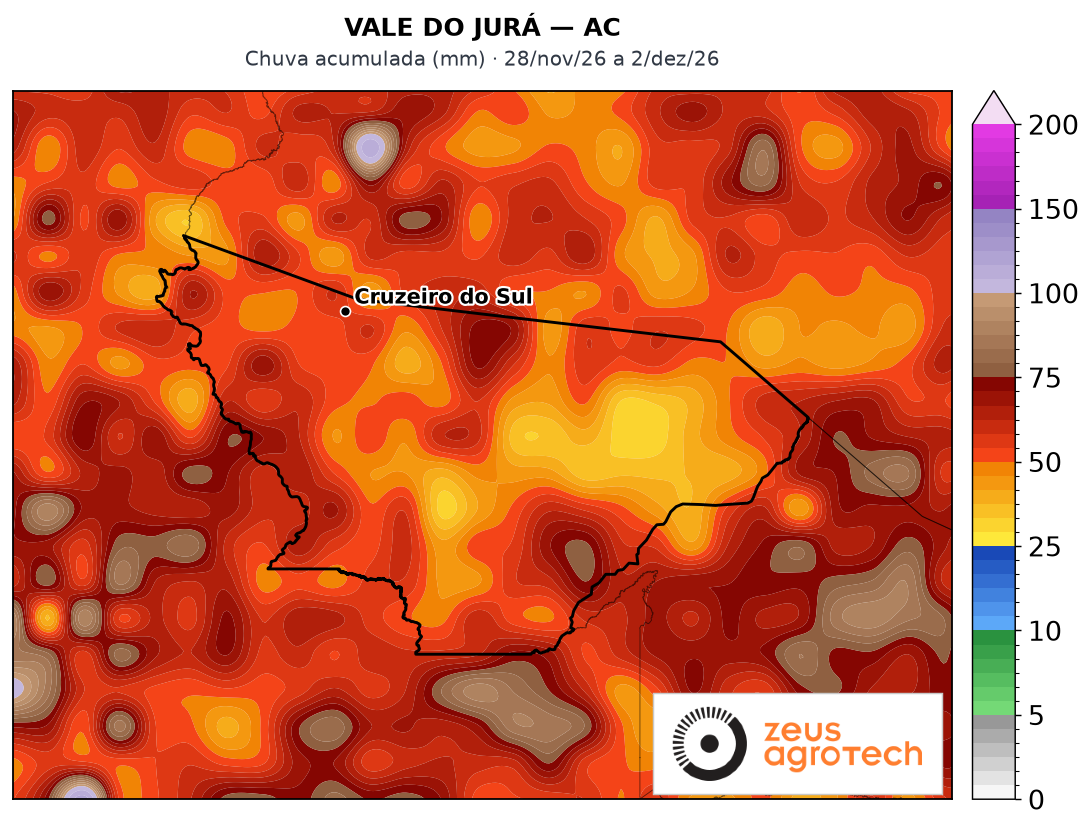 VALE DO JURÁ — AC
Chuva acumulada (mm) · 28/nov/26 a 2/dez/26
Cruzeiro do Sul
200
150
100
75
50
25
10
5
0
zeus
agrotech